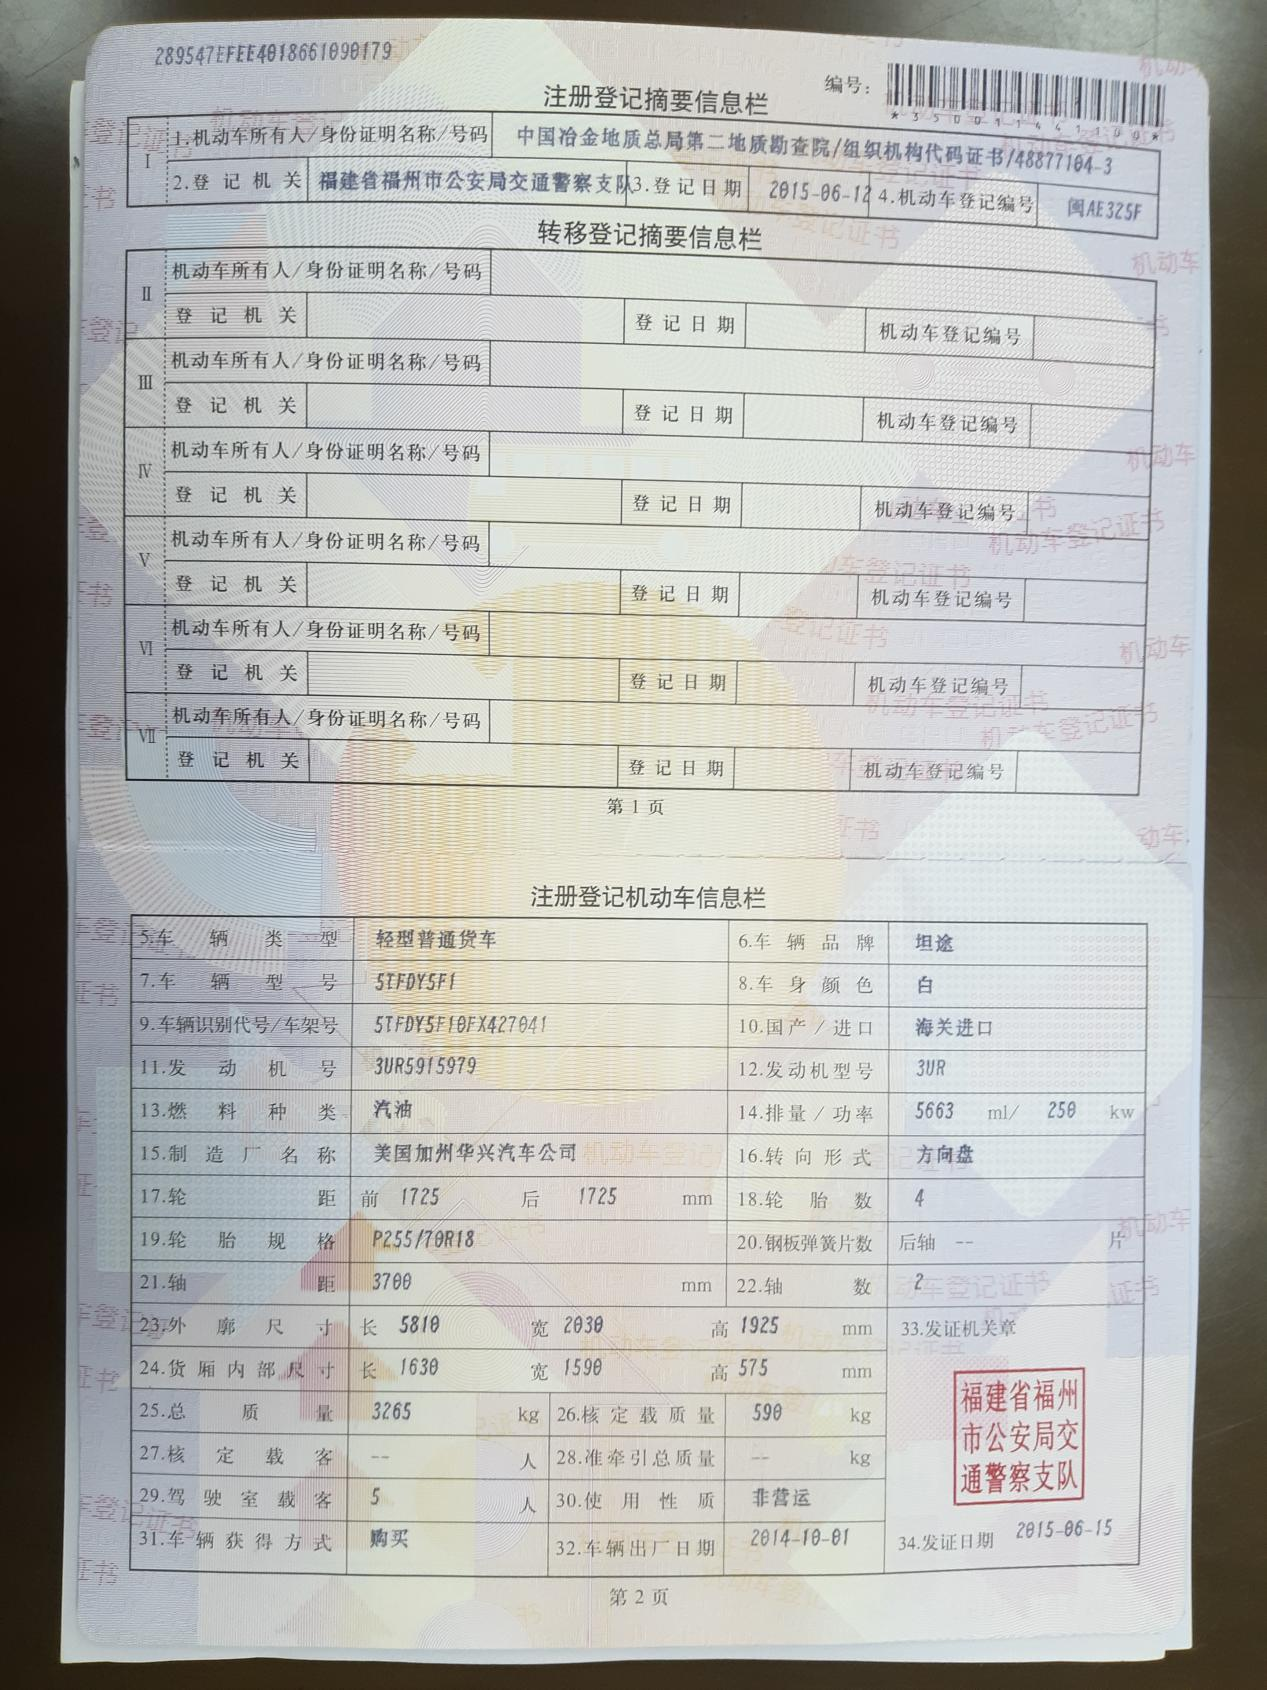 289547EFEE4018661090179
编号：
*350011441100*
注册登记摘要信息栏
Ⅰ 1.机动车所有人/身份证明名称/号码 中国冶金地质总局第二地质勘查院/组织机构代码证书/48877104-3
2.登记机关 福建省福州市公安局交通警察支队 3.登记日期 2015-06-12 4.机动车登记编号 闽AE325F
转移登记摘要信息栏
Ⅱ 机动车所有人/身份证明名称/号码
登记机关 登记日期 机动车登记编号
Ⅲ 机动车所有人/身份证明名称/号码
登记机关 登记日期 机动车登记编号
Ⅳ 机动车所有人/身份证明名称/号码
登记机关 登记日期 机动车登记编号
Ⅴ 机动车所有人/身份证明名称/号码
登记机关 登记日期 机动车登记编号
Ⅵ 机动车所有人/身份证明名称/号码
登记机关 登记日期 机动车登记编号
Ⅶ 机动车所有人/身份证明名称/号码
登记机关 登记日期 机动车登记编号
第1页
注册登记机动车信息栏
5.车辆类型 轻型普通货车 6.车辆品牌 坦途
7.车辆型号 5TFDY5F1 8.车身颜色 白
9.车辆识别代号/车架号 5TFDY5F10FX427041 10.国产/进口 海关进口
11.发动机号 3UR5915979 12.发动机型号 3UR
13.燃料种类 汽油 14.排量/功率 5663 ml/ 250 kw
15.制造厂名称 美国加州华兴汽车公司 16.转向形式 方向盘
17.轮距 前 1725 后 1725 mm 18.轮胎数 4
19.轮胎规格 P255/70R18 20.钢板弹簧片数 后轴 -- 片
21.轴距 3700 mm 22.轴数 2
23.外廓尺寸 长 5810 宽 2030 高 1925 mm 33.发证机关章
24.货厢内部尺寸 长 1630 宽 1590 高 575 mm
25.总质量 3265 kg 26.核定载质量 590 kg
27.核定载客 -- 人 28.准牵引总质量 -- kg
福建省福州
市公安局交
通警察支队
29.驾驶室载客 5 人 30.使用性质 非营运
31.车辆获得方式 购买 32.车辆出厂日期 2014-10-01 34.发证日期 2015-06-15
第2页